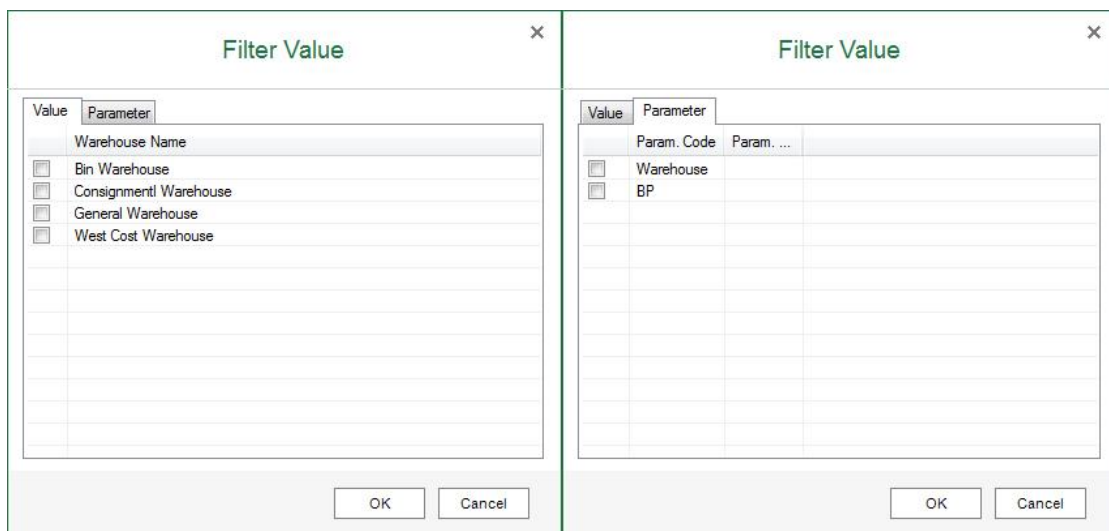 Filter Value
Value Parameter
Warehouse Name
Bin Warehouse
Consignmentl Warehouse
General Warehouse
West Cost Warehouse
OK Cancel
Filter Value
Value Parameter
Param. Code Param. ...
Warehouse
BP
OK Cancel